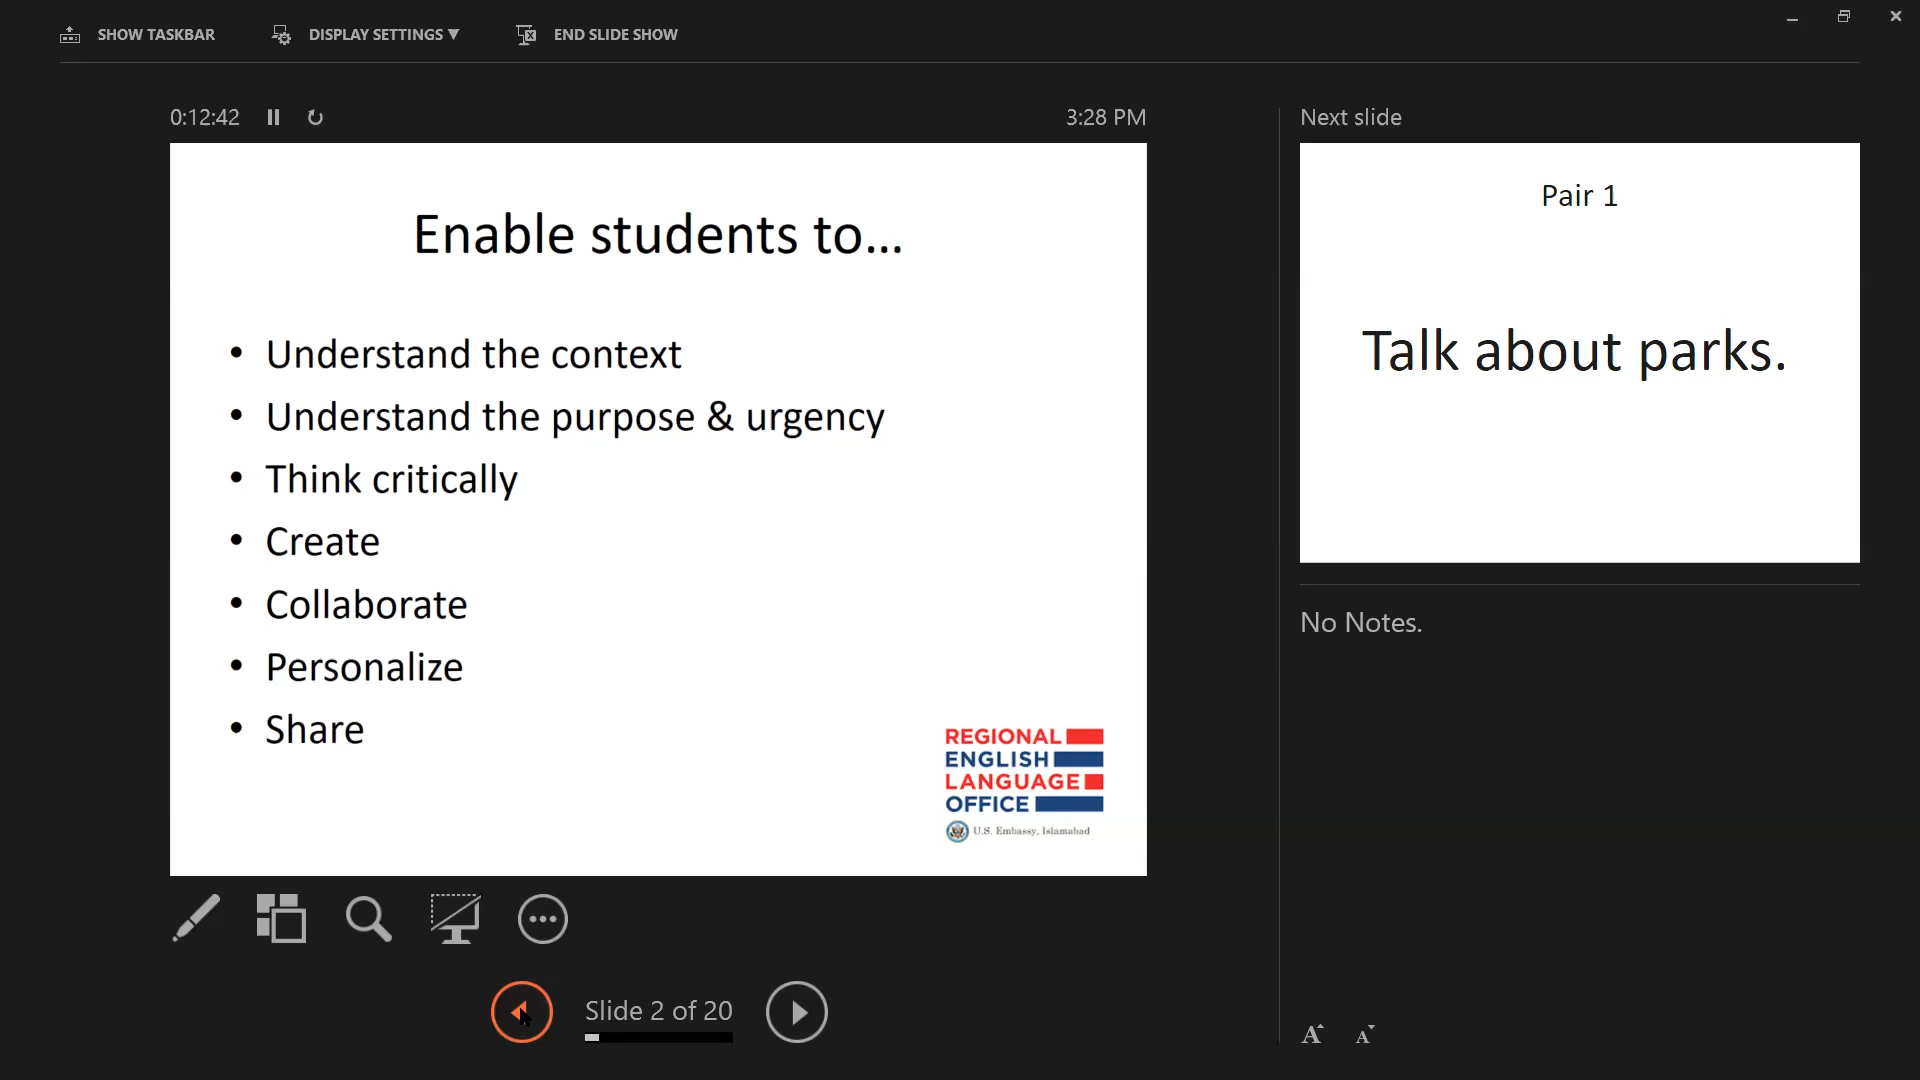 SHOW TASKBAR
DISPLAY SETTINGS ▼
END SLIDE SHOW
0:12:42
3:28 PM
Enable students to…
• Understand the context
• Understand the purpose & urgency
• Think critically
• Create
• Collaborate
• Personalize
• Share
REGIONAL
ENGLISH
LANGUAGE
OFFICE
U.S. Embassy, Islamabad
Slide 2 of 20
Next slide
Pair 1
Talk about parks.
No Notes.
A
A